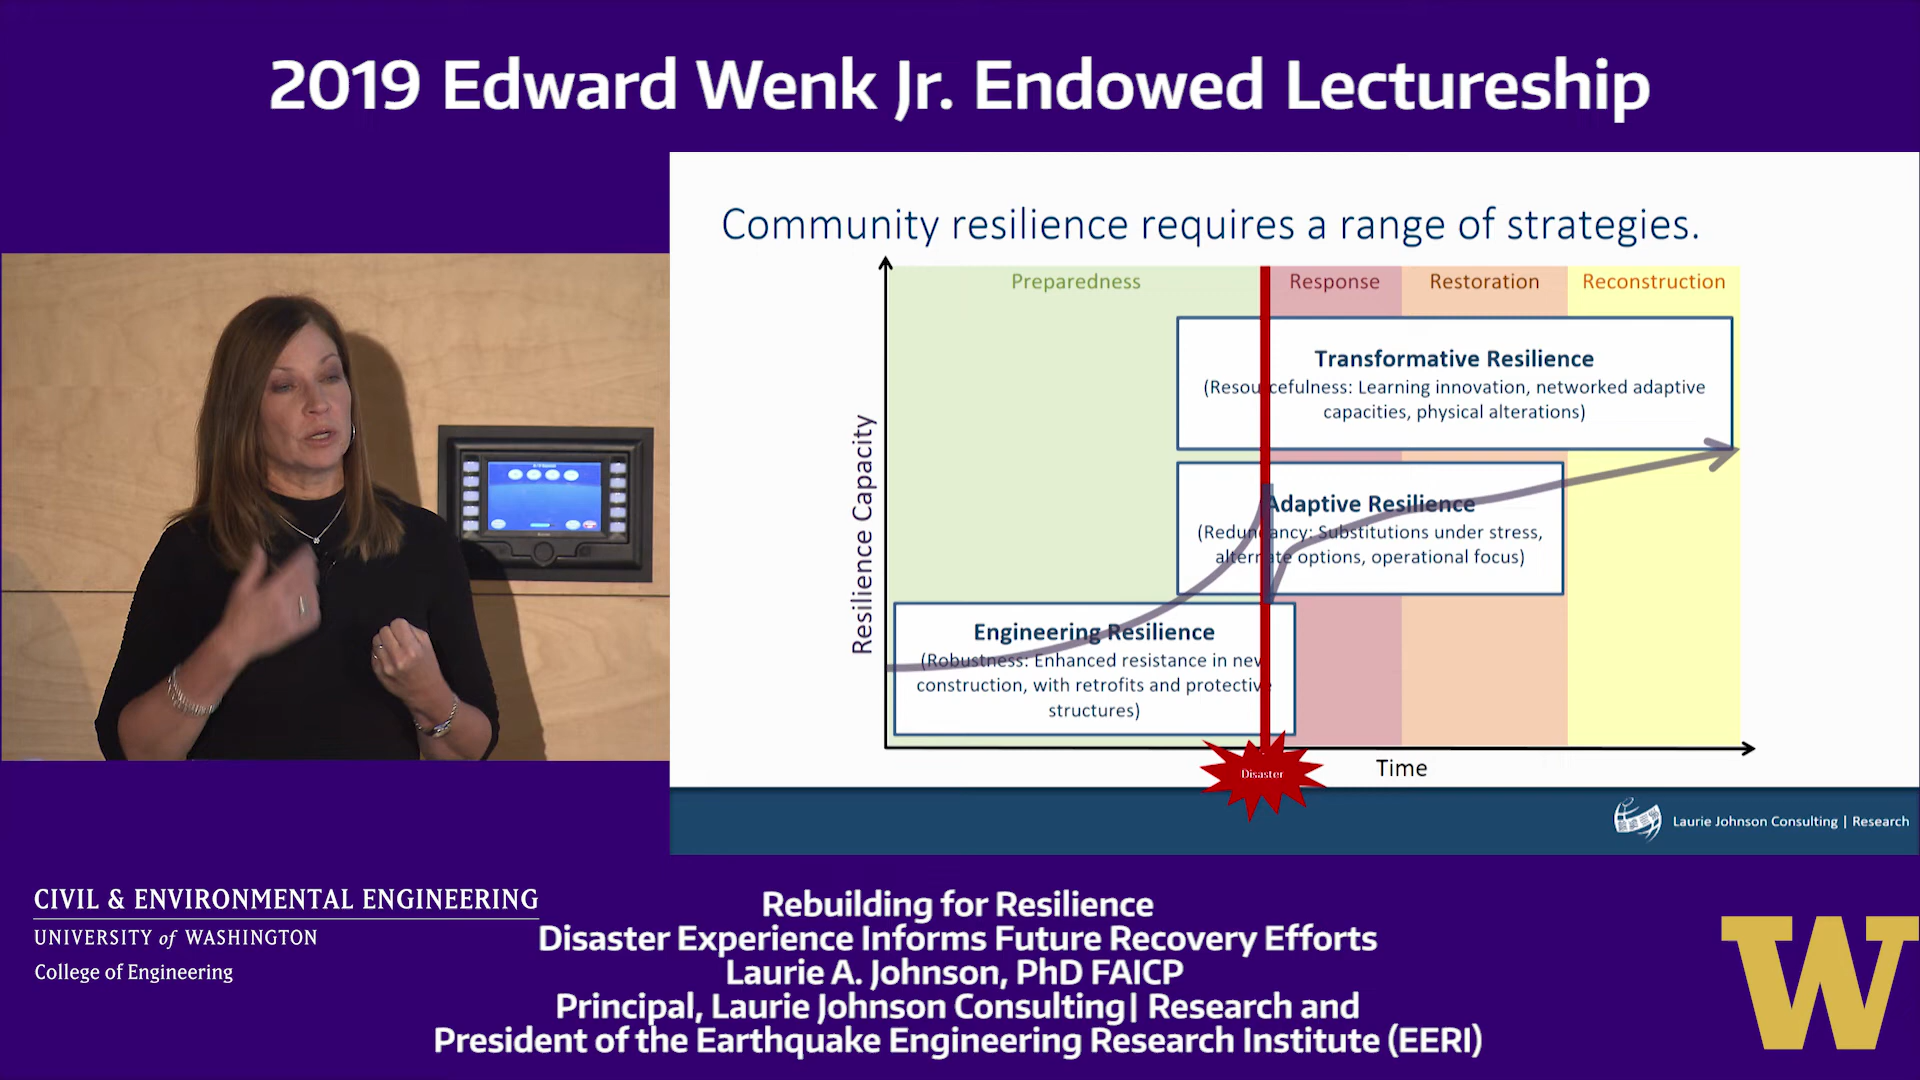 2019 Edward Wenk Jr. Endowed Lectureship
Community resilience requires a range of strategies.
Preparedness
Response
Restoration
Reconstruction
Transformative Resilience
(Resourcefulness: Learning innovation, networked adaptive
capacities, physical alterations)
Adaptive Resilience
(Redundancy: Substitutions under stress,
alternate options, operational focus)
Engineering Resilience
(Robustness: Enhanced resistance in new
construction, with retrofits and protective
structures)
Resilience Capacity
Disaster
Time
Laurie Johnson Consulting | Research
CIVIL & ENVIRONMENTAL ENGINEERING
UNIVERSITY of WASHINGTON
College of Engineering
Rebuilding for Resilience
Disaster Experience Informs Future Recovery Efforts
Laurie A. Johnson, PhD FAICP
Principal, Laurie Johnson Consulting| Research and
President of the Earthquake Engineering Research Institute (EERI)
W